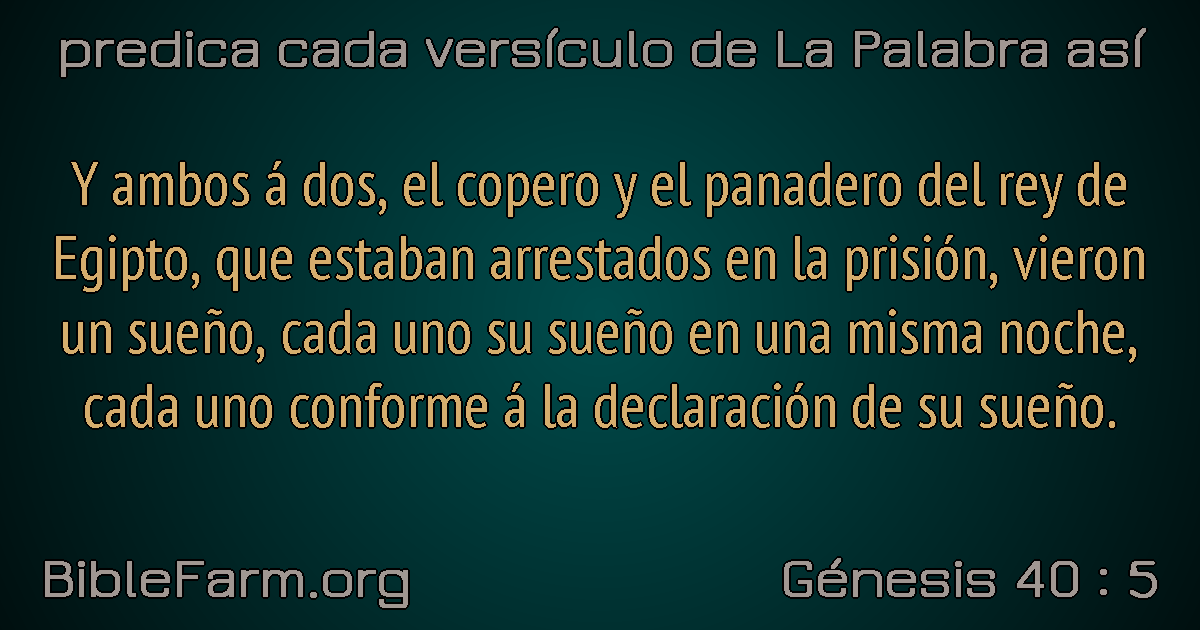 predica cada versículo de La Palabra así
Y ambos á dos, el copero y el panadero del rey de
Egipto, que estaban arrestados en la prisión, vieron
un sueño, cada uno su sueño en una misma noche,
cada uno conforme á la declaración de su sueño.
BibleFarm.org
Génesis 40 : 5